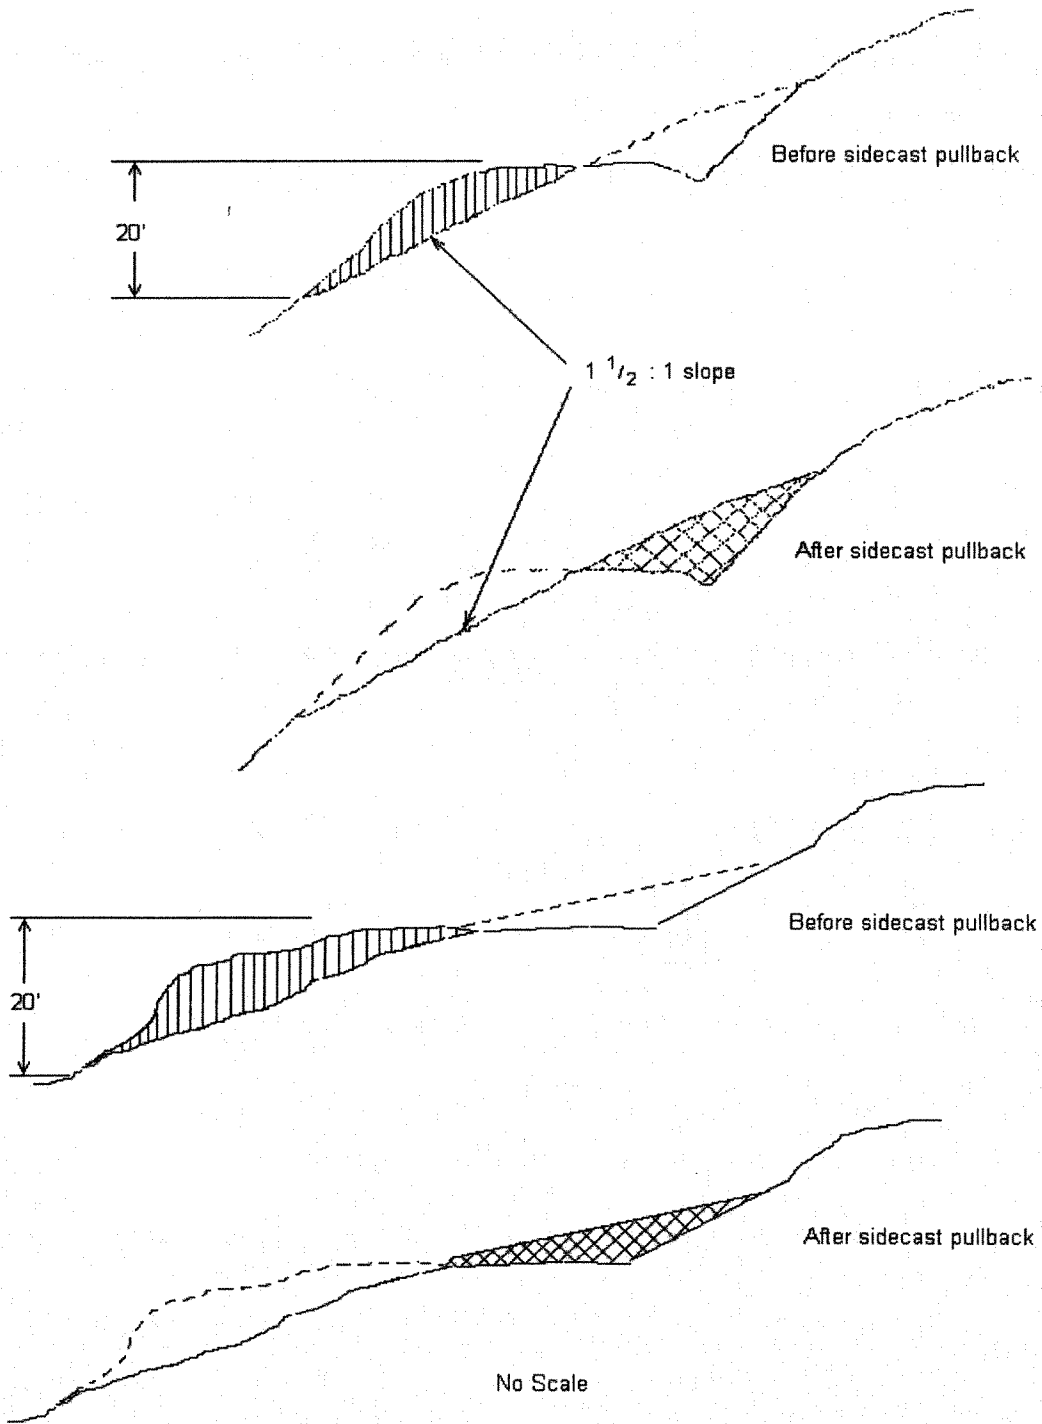 Before sidecast pullback
20'
1 1/2 : 1 slope
After sidecast pullback
Before sidecast pullback
20'
After sidecast pullback
No Scale